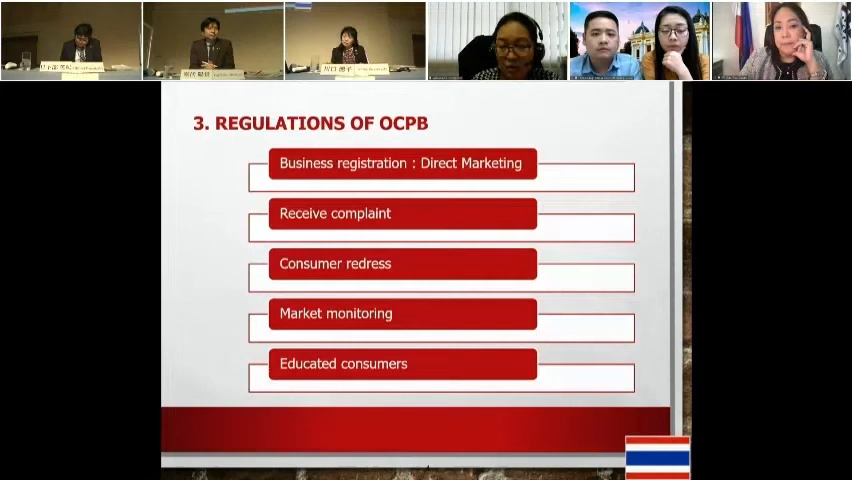 3. REGULATIONS OF OCPB
Business registration : Direct Marketing
Receive complaint
Consumer redress
Market monitoring
Educated consumers